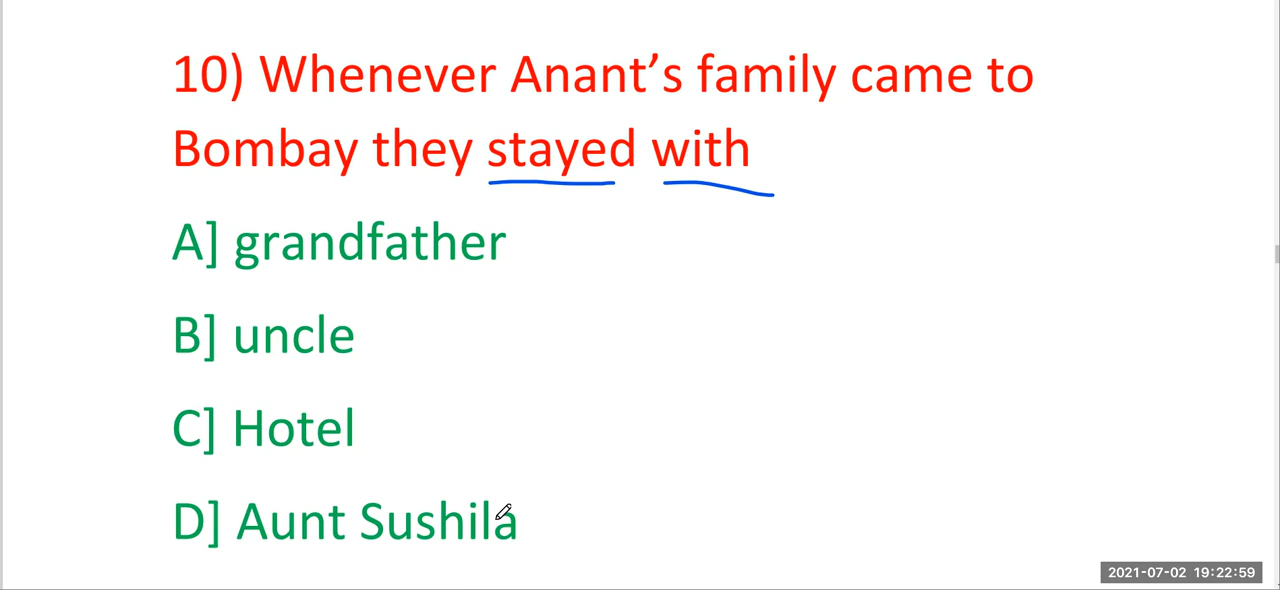 10) Whenever Anant’s family came to
Bombay they stayed with
A] grandfather
B] uncle
C] Hotel
D] Aunt Sushila
2021-07-02 19:22:59